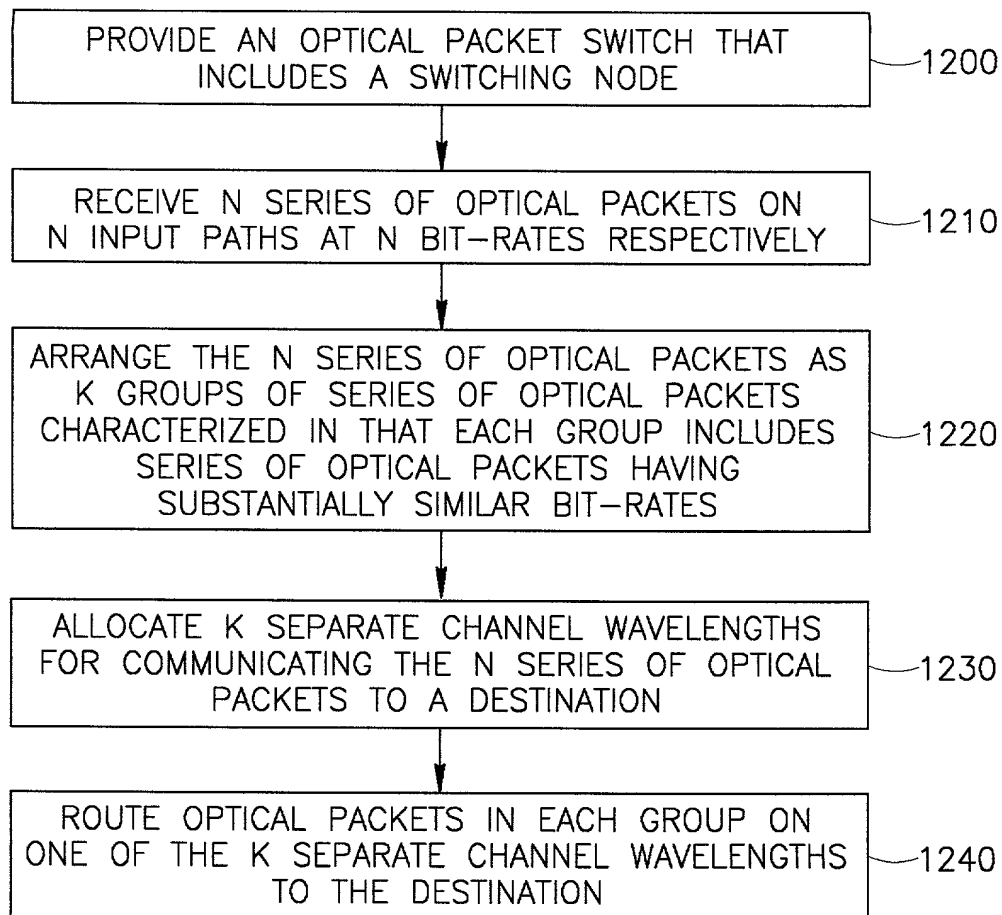 PROVIDE AN OPTICAL PACKET SWITCH THAT
INCLUDES A SWITCHING NODE
1200
RECEIVE N SERIES OF OPTICAL PACKETS ON
N INPUT PATHS AT N BIT-RATES RESPECTIVELY
1210
ARRANGE THE N SERIES OF OPTICAL PACKETS AS
K GROUPS OF SERIES OF OPTICAL PACKETS
CHARACTERIZED IN THAT EACH GROUP INCLUDES
SERIES OF OPTICAL PACKETS HAVING
SUBSTANTIALLY SIMILAR BIT-RATES
1220
ALLOCATE K SEPARATE CHANNEL WAVELENGTHS
FOR COMMUNICATING THE N SERIES OF OPTICAL
PACKETS TO A DESTINATION
1230
ROUTE OPTICAL PACKETS IN EACH GROUP ON
ONE OF THE K SEPARATE CHANNEL WAVELENGTHS
TO THE DESTINATION
1240